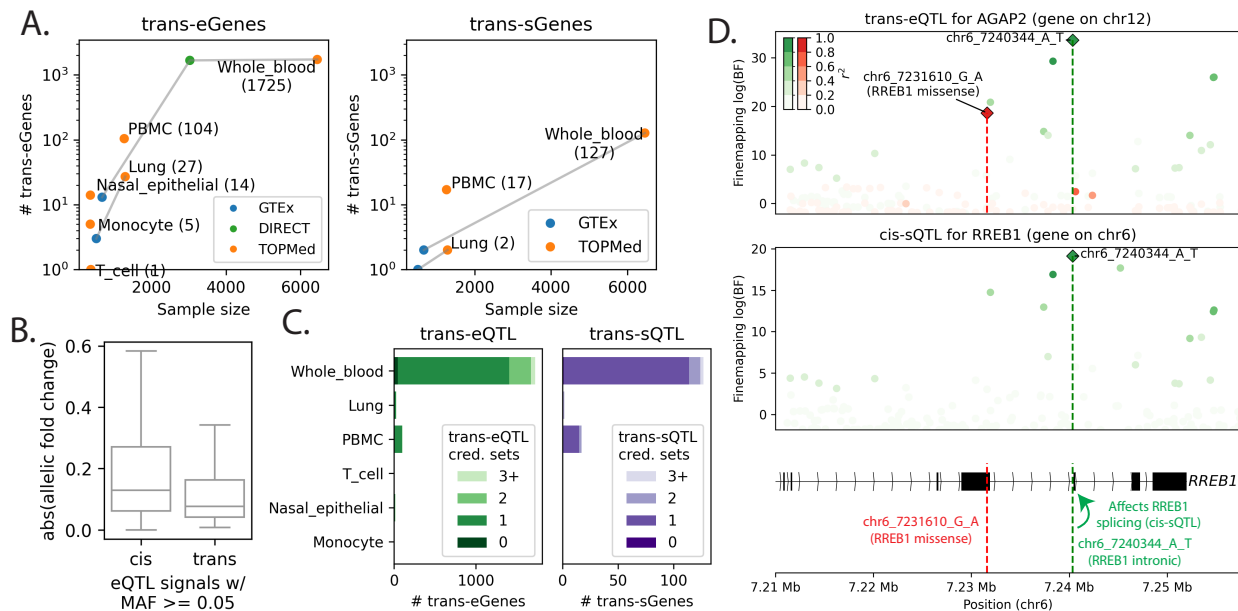 A.
trans-eGenes
# trans-eGenes
10³
10²
10¹
10⁰
Whole_blood
(1725)
PBMC (104)
Lung (27)
Nasal_epithelial (14)
Monocyte (5)
T_cell (1)
GTEx
DIRECT
TOPMed
2000
4000
6000
Sample size
trans-sGenes
# trans-sGenes
10³
10²
10¹
10⁰
Whole_blood
(127)
PBMC (17)
Lung (2)
GTEx
TOPMed
2000
4000
6000
Sample size
B.
abs(allelic fold change)
0.6
0.4
0.2
0.0
cis
trans
eQTL signals w/
MAF >= 0.05
C.
trans-eQTL
Whole_blood
Lung
PBMC
T_cell
Nasal_epithelial
Monocyte
trans-eQTL
cred. sets
3+
2
1
0
0
1000
# trans-eGenes
trans-sQTL
trans-sQTL
cred. sets
3+
2
1
0
0
50
100
# trans-sGenes
D.
trans-eQTL for AGAP2 (gene on chr12)
Finemapping log(BF)
30
20
10
0
1.0
0.8
0.6
0.4
0.2
0.0
r²
chr6_7240344_A_T
chr6_7231610_G_A
(RREB1 missense)
cis-sQTL for RREB1 (gene on chr6)
Finemapping log(BF)
20
15
10
5
0
chr6_7240344_A_T
RREB1
chr6_7231610_G_A
(RREB1 missense)
Affects RREB1
splicing (cis-sQTL)
chr6_7240344_A_T
(RREB1 intronic)
7.21 Mb
7.22 Mb
7.23 Mb
7.24 Mb
7.25 Mb
Position (chr6)